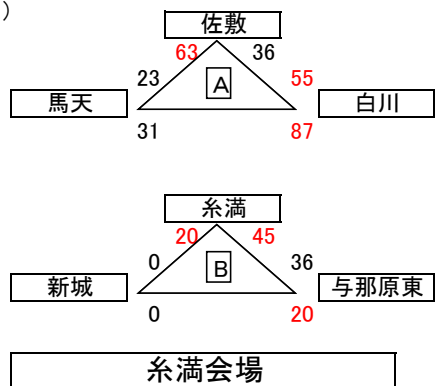 )
佐敷
63 36
23 A 55
馬天 白川
31 87
糸満
20 45
0 B 36
新城 与那原東
0 20
糸満会場